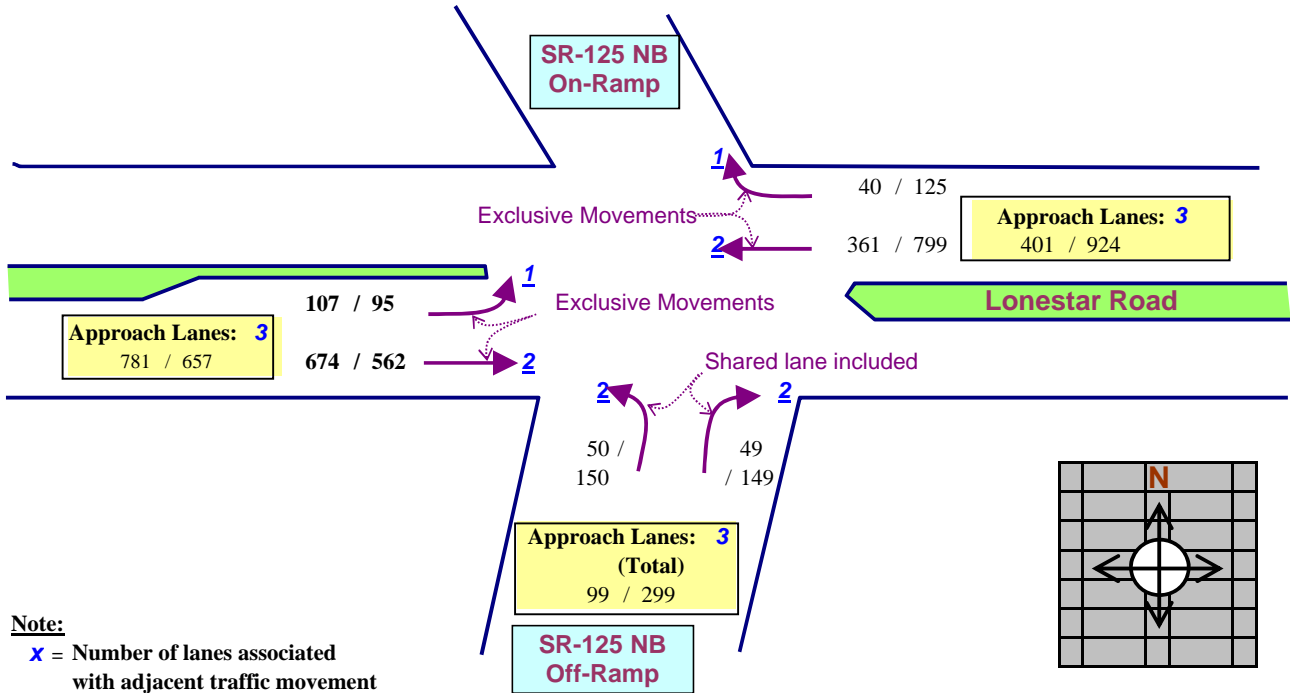 SR-125 NB
On-Ramp
1
40 / 125
Exclusive Movements
Approach Lanes: 3
2
361 / 799
401 / 924
1
107 / 95
Exclusive Movements
Lonestar Road
Approach Lanes: 3
781 / 657
674 / 562
2
Shared lane included
2
2
50 /
150
49
/ 149
N
Approach Lanes: 3
(Total)
99 / 299
Note:
x = Number of lanes associated
with adjacent traffic movement
SR-125 NB
Off-Ramp